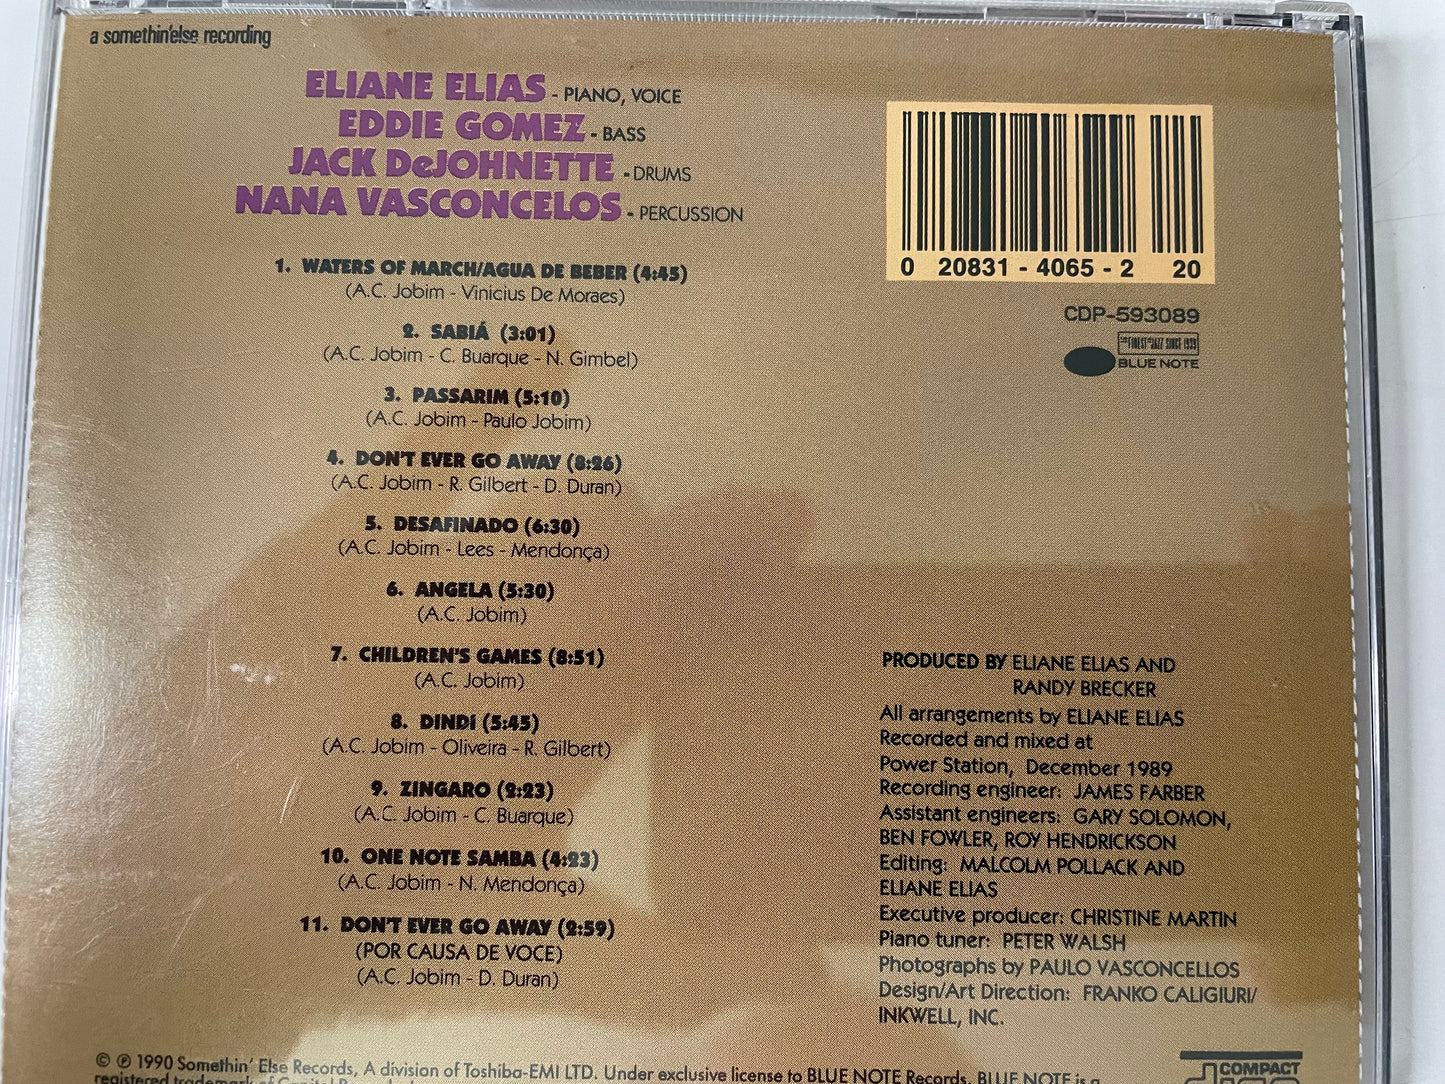 a somethin'else recording
ELIANE ELIAS - PIANO, VOICE
EDDIE GOMEZ - BASS
JACK DeJOHNETTE - DRUMS
NANA VASCONCELOS - PERCUSSION
1. WATERS OF MARCH/AGUA DE BEBER (4:45)
(A.C. Jobim - Vinicius De Moraes)
2. SABIÁ (3:01)
(A.C. Jobim - C. Buarque - N. Gimbel)
3. PASSARIM (5:10)
(A.C. Jobim - Paulo Jobim)
4. DON'T EVER GO AWAY (8:26)
(A.C. Jobim - R. Gilbert - D. Duran)
5. DESAFINADO (6:30)
(A.C. Jobim - Lees - Mendonça)
6. ANGELA (5:30)
(A.C. Jobim)
7. CHILDREN'S GAMES (8:51)
(A.C. Jobim)
8. DINDI (5:45)
(A.C. Jobim - Oliveira - R. Gilbert)
9. ZINGARO (2:23)
(A.C. Jobim - C. Buarque)
10. ONE NOTE SAMBA (4:23)
(A.C. Jobim - N. Mendonça)
11. DON'T EVER GO AWAY (2:59)
(POR CAUSA DE VOCE)
(A.C. Jobim - D. Duran)
0 20831 - 4065 - 2 20
CDP-593089
THE FINEST IN JAZZ SINCE 1939
BLUE NOTE
PRODUCED BY ELIANE ELIAS AND
RANDY BRECKER
All arrangements by ELIANE ELIAS
Recorded and mixed at
Power Station, December 1989
Recording engineer: JAMES FARBER
Assistant engineers: GARY SOLOMON,
BEN FOWLER, ROY HENDRICKSON
Editing: MALCOLM POLLACK AND
ELIANE ELIAS
Executive producer: CHRISTINE MARTIN
Piano tuner: PETER WALSH
Photographs by PAULO VASCONCELLOS
Design/Art Direction: FRANKO CALIGIURI/
INKWELL, INC.
© ℗ 1990 Somethin' Else Records, A division of Toshiba-EMI LTD. Under exclusive license to BLUE NOTE Records. BLUE NOTE is a
registered trademark of Capitol
COMPACT